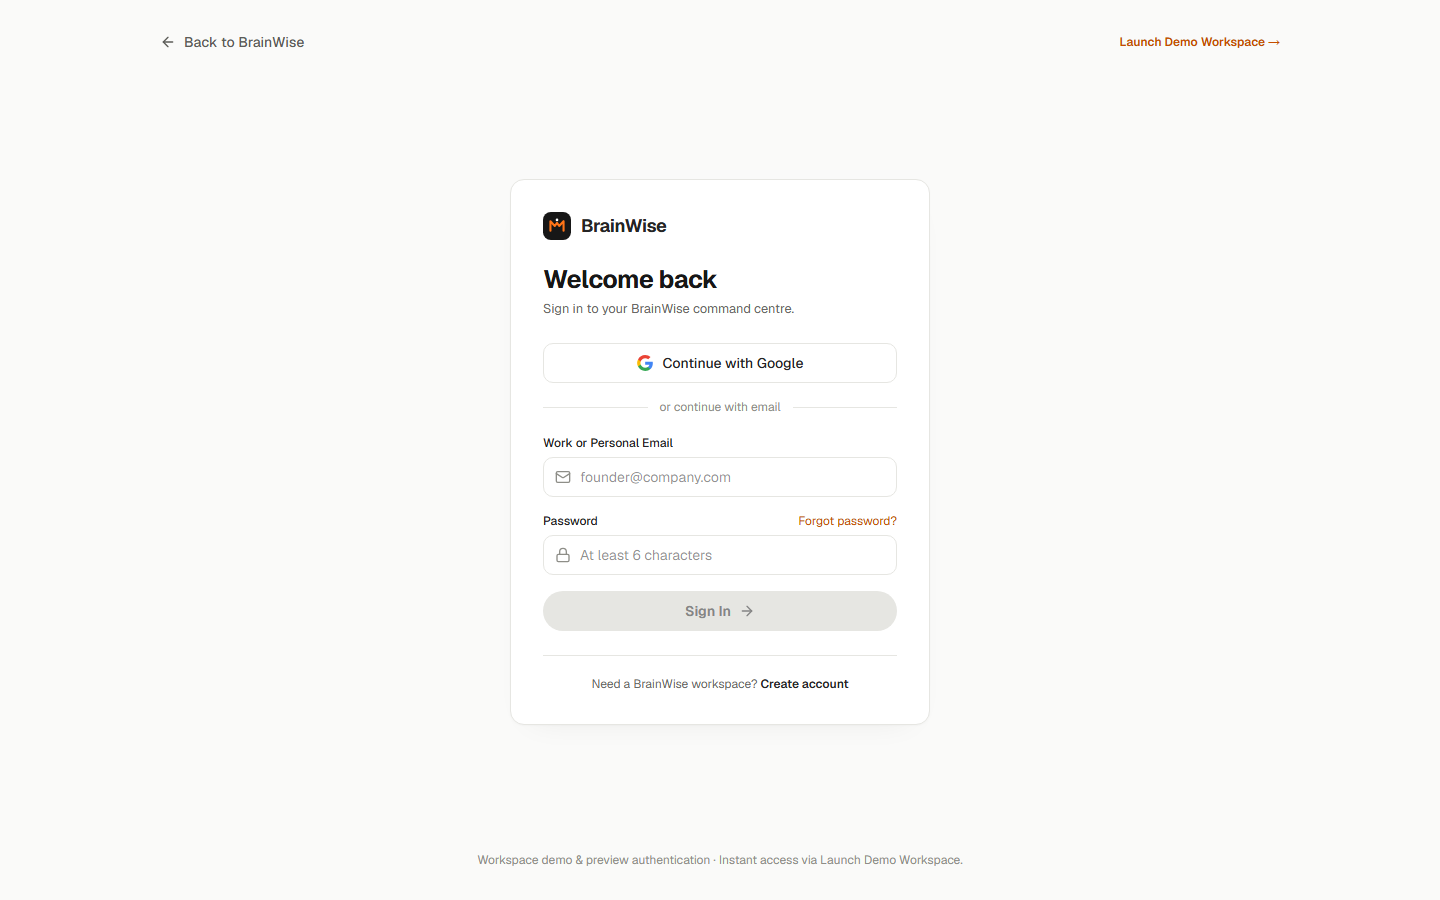 Back to BrainWise
Launch Demo Workspace →
BrainWise
Welcome back
Sign in to your BrainWise command centre.
Continue with Google
or continue with email
Work or Personal Email
founder@company.com
Password
Forgot password?
At least 6 characters
Sign In
Need a BrainWise workspace? Create account
Workspace demo & preview authentication · Instant access via Launch Demo Workspace.